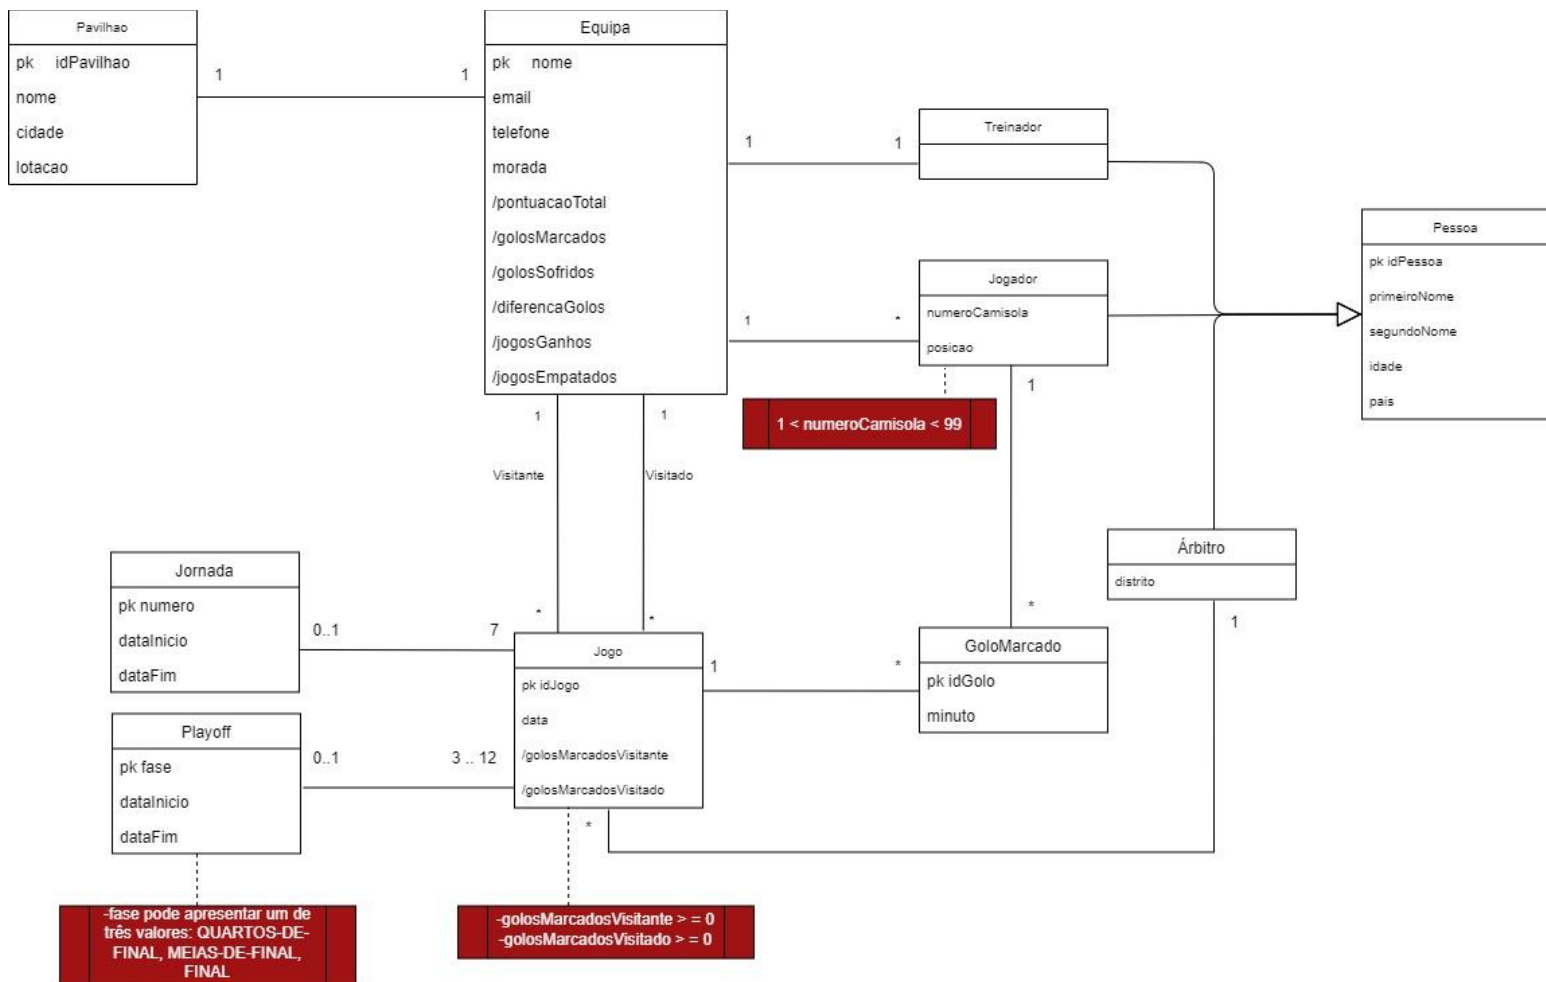 Pavilhao
pk idPavilhao
nome
cidade
lotacao
1
1
Equipa
pk nome
email
telefone
morada
/pontuacaoTotal
/golosMarcados
/golosSofridos
/diferencaGolos
/jogosGanhos
/jogosEmpatados
1
1
Treinador
1
*
Jogador
numeroCamisola
posicao
1 < numeroCamisola < 99
Pessoa
pk idPessoa
primeiroNome
segundoNome
idade
pais
1
1
1
Visitante
Visitado
*
*
Jornada
pk numero
dataInicio
dataFim
0..1
7
Jogo
pk idJogo
data
/golosMarcadosVisitante
/golosMarcadosVisitado
1
*
*
GoloMarcado
pk idGolo
minuto
Árbitro
distrito
1
*
Playoff
pk fase
dataInicio
dataFim
0..1
3 .. 12
-fase pode apresentar um de
três valores: QUARTOS-DE-
FINAL, MEIAS-DE-FINAL,
FINAL
-golosMarcadosVisitante > = 0
-golosMarcadosVisitado > = 0